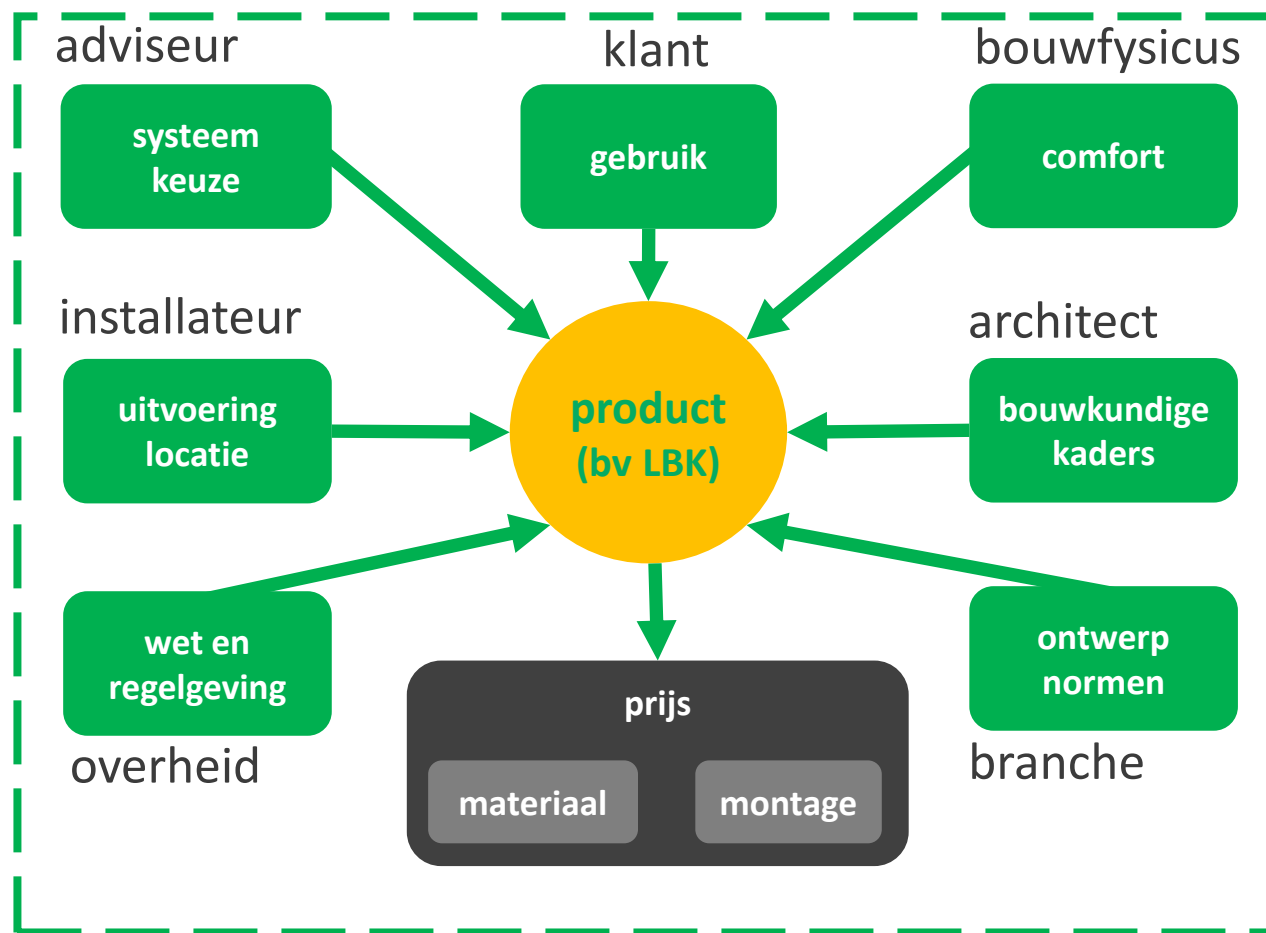 adviseur
systeem
keuze
klant
gebruik
bouwfysicus
comfort
installateur
uitvoering
locatie
product
(bv LBK)
architect
bouwkundige
kaders
wet en
regelgeving
overheid
prijs
materiaal
montage
ontwerp
normen
branche